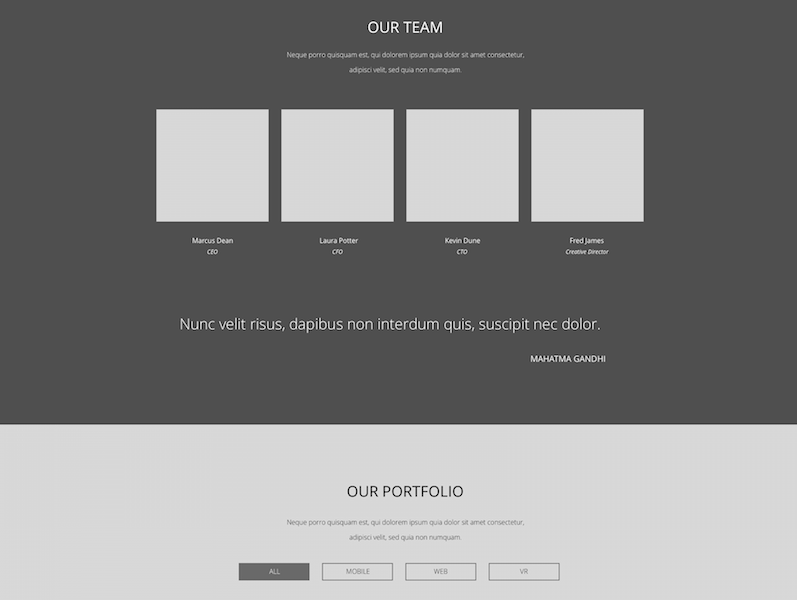 OUR TEAM
Neque porro quisquam est, qui dolorem ipsum quia dolor sit amet consectetur,
adipisci velit, sed quia non numquam.
Marcus Dean
Laura Potter
Kevin Dune
Fred James
CEO
CFO
CTO
Creative Director
Nunc velit risus, dapibus non interdum quis, suscipit nec dolor.
MAHATMA GANDHI
OUR PORTFOLIO
Neque porro quisquam est, qui dolorem ipsum quia dolor sit amet consectetur,
adipisci velit, sed quia non numquam.
ALL
MOBILE
WEB
VR